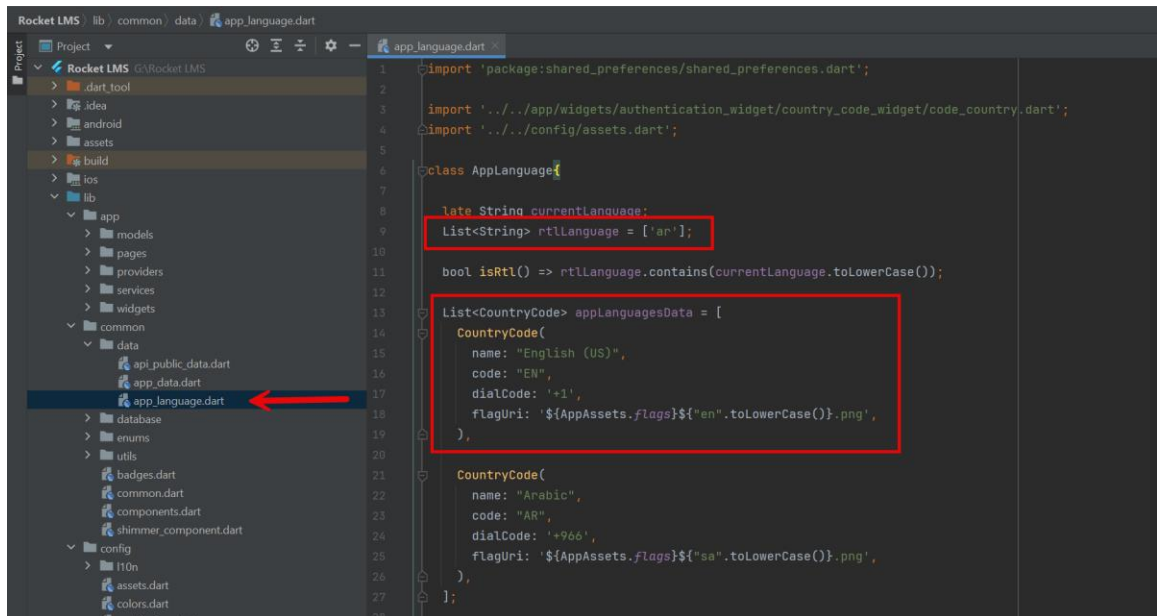 Rocket LMS lib common data app_language.dart
Project
Project
Rocket LMS G:\Rocket LMS
.dart_tool
.idea
android
assets
build
ios
lib
app
models
pages
providers
services
widgets
common
data
api_public_data.dart
app_data.dart
app_language.dart
database
enums
utils
badges.dart
common.dart
components.dart
shimmer_component.dart
config
l10n
assets.dart
colors.dart
app_language.dart
1 import 'package:shared_preferences/shared_preferences.dart';
2
3 import '../../app/widgets/authentication_widget/country_code_widget/code_country.dart';
4 import '../../config/assets.dart';
5
6 class AppLanguage{
7
8 late String currentLanguage;
9 List<String> rtlLanguage = ['ar'];
10
11 bool isRtl() => rtlLanguage.contains(currentLanguage.toLowerCase());
12
13 List<CountryCode> appLanguagesData = [
14 CountryCode(
15 name: "English (US)",
16 code: "EN",
17 dialCode: '+1',
18 flagUri: '${AppAssets.flags}${"en".toLowerCase()}.png',
19 ),
20
21 CountryCode(
22 name: "Arabic",
23 code: "AR",
24 dialCode: '+966',
25 flagUri: '${AppAssets.flags}${"sa".toLowerCase()}.png',
26 ),
27 ];